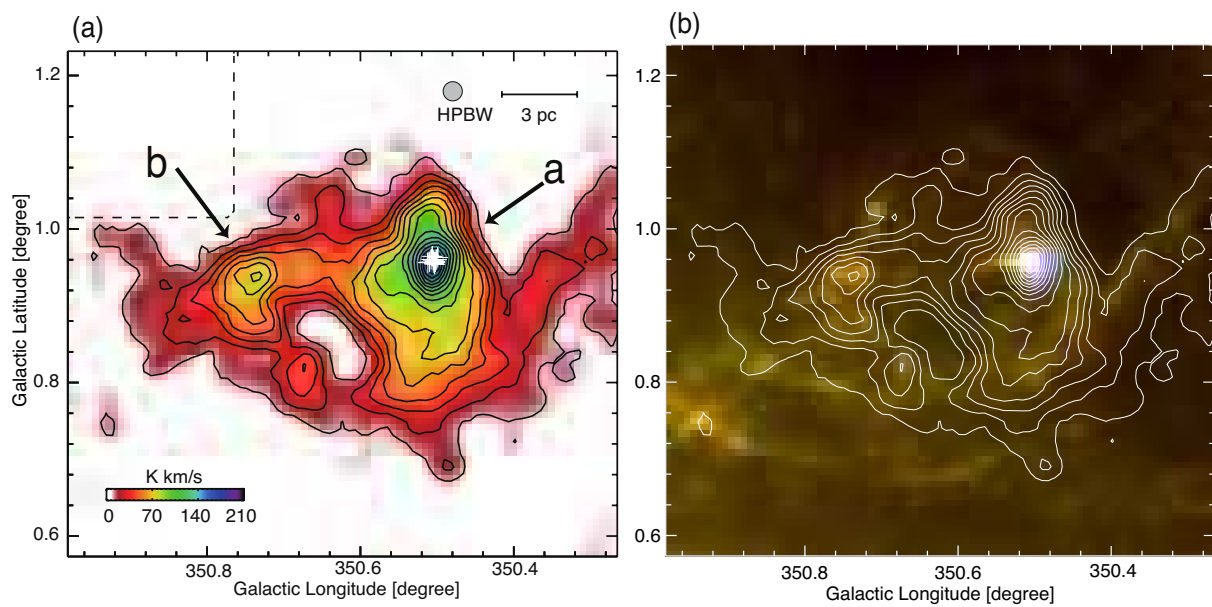 (a)
1.2
1.0
0.8
0.6
Galactic Latitude [degree]
HPBW
3 pc
b
a
K km/s
0 70 140 210
350.8 350.6 350.4
Galactic Longitude [degree]
(b)
1.2
1.0
0.8
0.6
350.8 350.6 350.4
Galactic Longitude [degree]